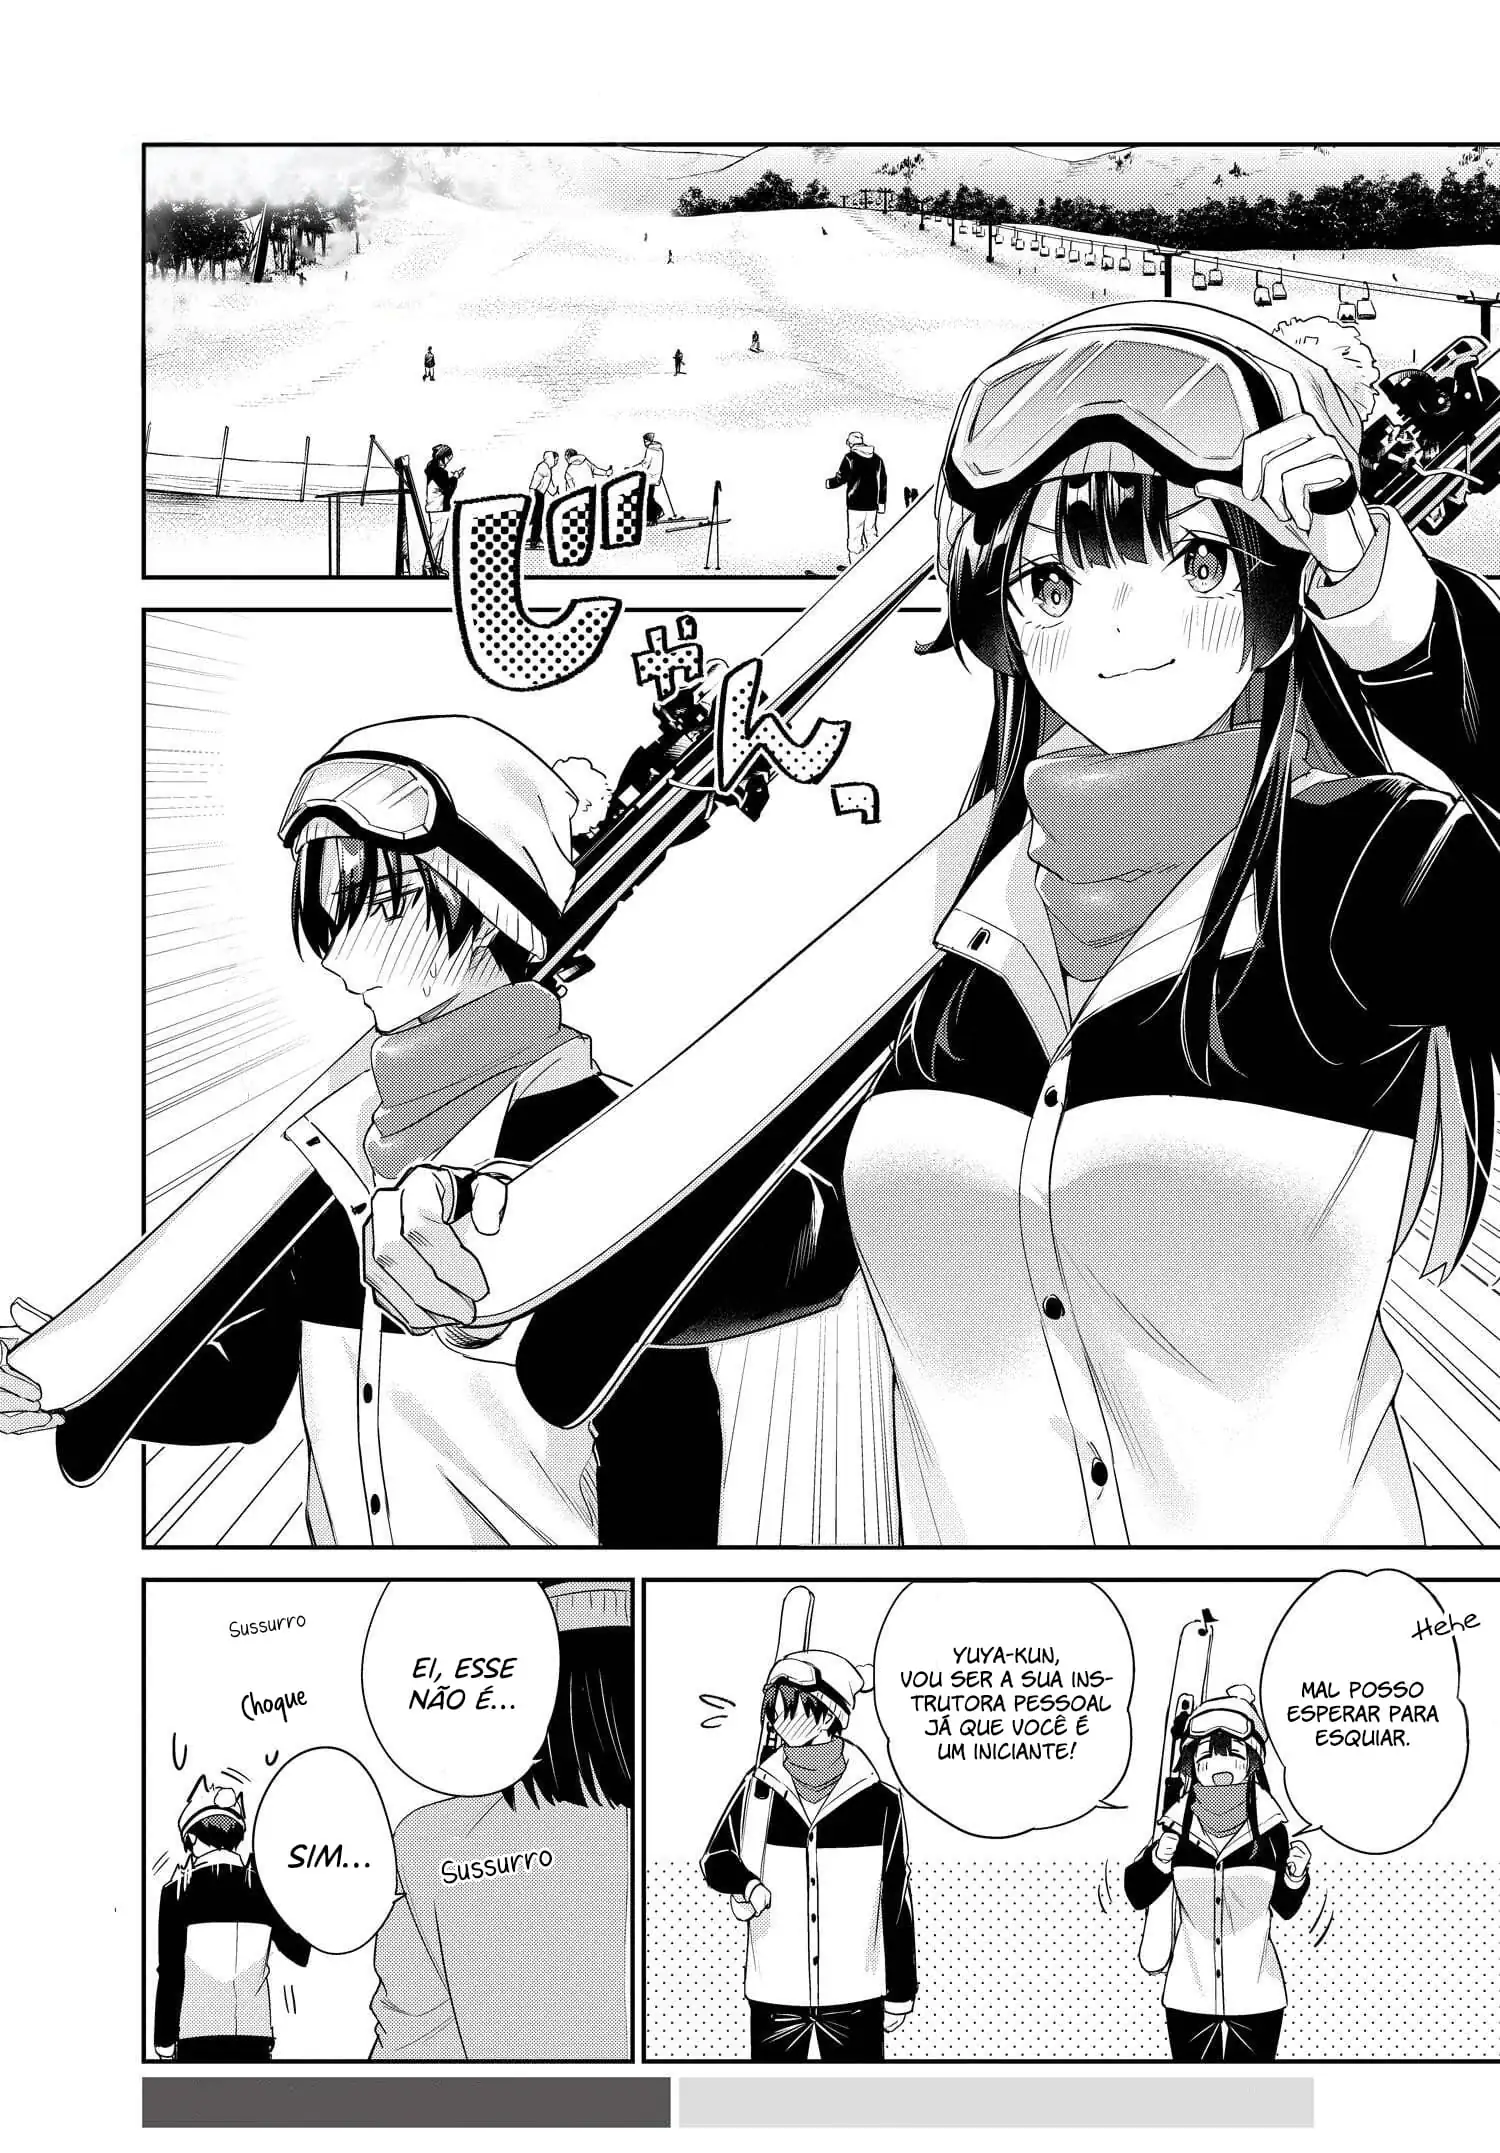 じゃんっ
Hehe
MAL POSSO
ESPERAR PARA
ESQUIAR.
YUYA-KUN,
VOU SER A SUA INS-
TRUTORA PESSOAL
JÁ QUE VOCÊ É
UM INICIANTE!
EI, ESSE
NÃO É...
Sussurro
Sussurro
Choque
SIM...